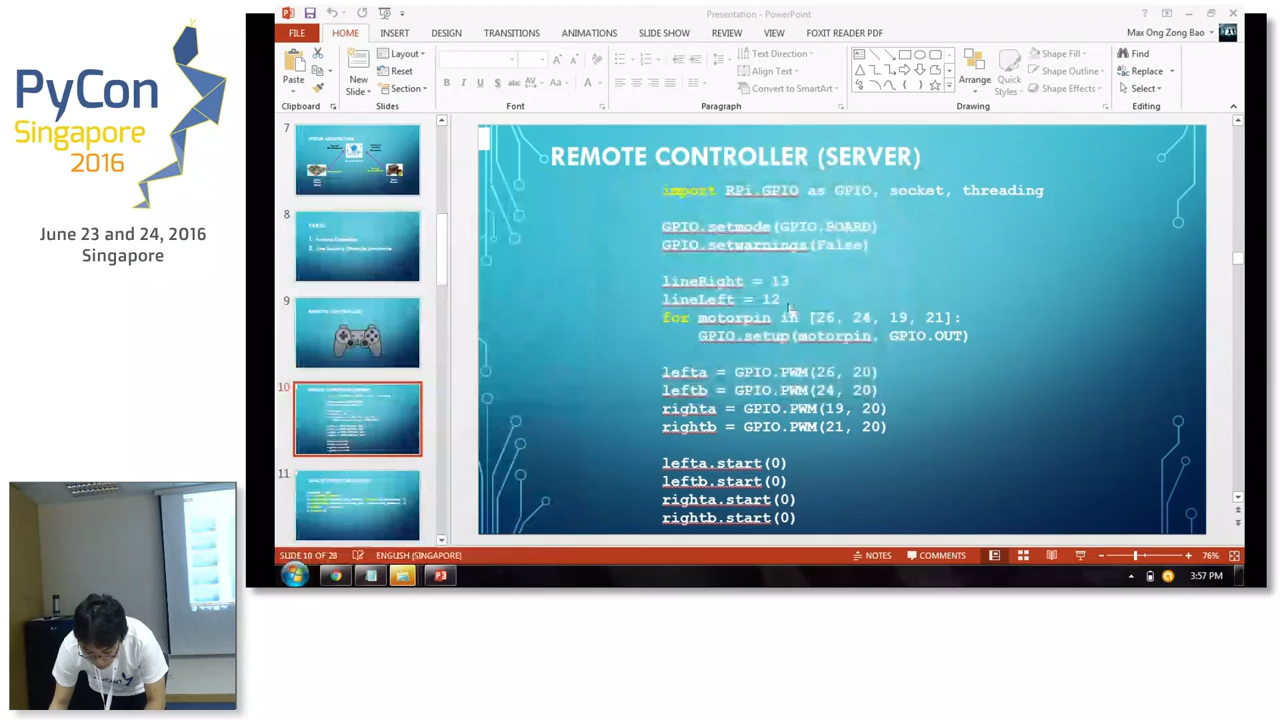 PyCon
Singapore
2016
June 23 and 24, 2016
Singapore
Presentation - PowerPoint
FILE
HOME
INSERT
DESIGN
TRANSITIONS
ANIMATIONS
SLIDE SHOW
REVIEW
VIEW
FOXIT READER PDF
Max Ong Zong Bao
Paste
New
Slide
Layout
Reset
Section
Text Direction
Align Text
Convert to SmartArt
Arrange
Quick
Styles
Shape Fill
Shape Outline
Shape Effects
Find
Replace
Select
Clipboard
Slides
Font
Paragraph
Drawing
Editing
7
8
9
10
11
REMOTE CONTROLLER (SERVER)
import RPi.GPIO as GPIO, socket, threading
GPIO.setmode(GPIO.BOARD)
GPIO.setwarnings(False)
lineRight = 13
lineLeft = 12
for motorpin in [26, 24, 19, 21]:
GPIO.setup(motorpin, GPIO.OUT)
lefta = GPIO.PWM(26, 20)
leftb = GPIO.PWM(24, 20)
righta = GPIO.PWM(19, 20)
rightb = GPIO.PWM(21, 20)
lefta.start(0)
leftb.start(0)
righta.start(0)
rightb.start(0)
SLIDE 10 OF 28
ENGLISH (SINGAPORE)
NOTES
COMMENTS
76%
3:57 PM